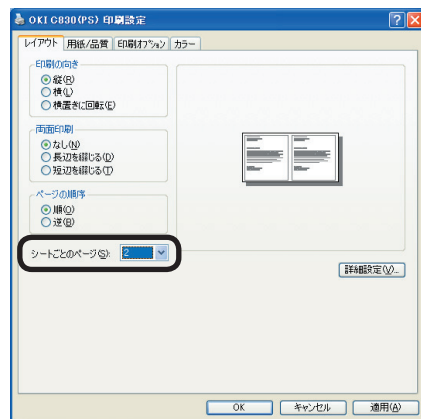 OKI C830(PS) 印刷設定
レイアウト 用紙/品質 印刷ｵﾌﾟｼｮﾝ カラー
印刷の向き
縦(R)
横(L)
横置きに回転(E)
両面印刷
なし(N)
長辺を綴じる(D)
短辺を綴じる(T)
ページの順序
順(Q)
逆(B)
シートごとのページ(S): 2
詳細設定(V)...
OK キャンセル 適用(A)